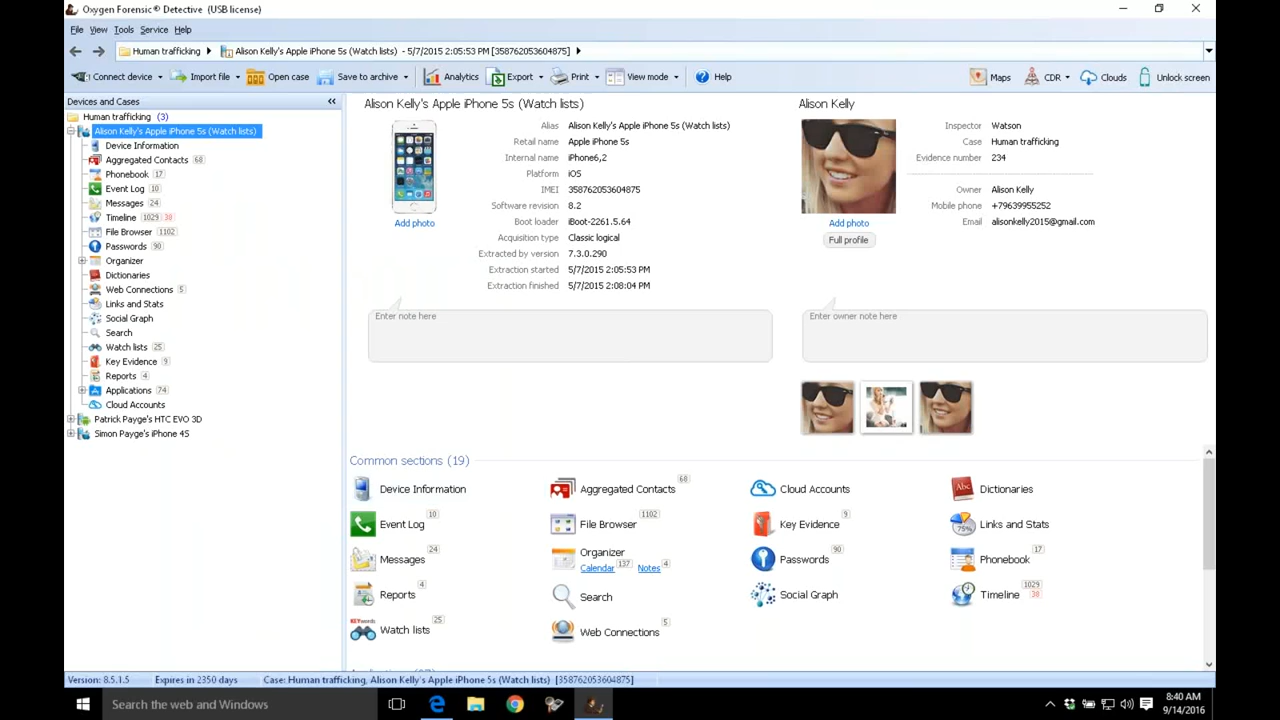 Oxygen Forensic® Detective (USB license)
File View Tools Service Help
Human trafficking Alison Kelly's Apple iPhone 5s (Watch lists) - 5/7/2015 2:05:53 PM [358762053604875]
Connect device Import file Open case Save to archive Analytics Export Print View mode Help Maps CDR Clouds Unlock screen
Devices and Cases
Human trafficking (3)
Alison Kelly's Apple iPhone 5s (Watch lists)
Device Information
Aggregated Contacts 68
Phonebook 17
Event Log 10
Messages 24
Timeline 1029 38
File Browser 1102
Passwords 90
Organizer
Dictionaries
Web Connections 5
Links and Stats
Social Graph
Search
Watch lists 25
Key Evidence 9
Reports 4
Applications 74
Cloud Accounts
Patrick Payge's HTC EVO 3D
Simon Payge's iPhone 4S
Alison Kelly's Apple iPhone 5s (Watch lists)
Add photo
Alias Alison Kelly's Apple iPhone 5s (Watch lists)
Retail name Apple iPhone 5s
Internal name iPhone6,2
Platform iOS
IMEI 358762053604875
Software revision 8.2
Boot loader iBoot-2261.5.64
Acquisition type Classic logical
Extracted by version 7.3.0.290
Extraction started 5/7/2015 2:05:53 PM
Extraction finished 5/7/2015 2:08:04 PM
Enter note here
Alison Kelly
Add photo
Full profile
Inspector Watson
Case Human trafficking
Evidence number 234
Owner Alison Kelly
Mobile phone +79639955252
Email alisonkelly2015@gmail.com
Enter owner note here
Common sections (19)
Device Information Aggregated Contacts 68 Cloud Accounts Dictionaries
Event Log 10 File Browser 1102 Key Evidence 9 Links and Stats
Messages 24 Organizer Calendar 137 Notes 4 Passwords 90 Phonebook 17
Reports 4 Search Social Graph Timeline 1029 38
Watch lists 25 Web Connections 5
Version: 8.5.1.5 Expires in 2350 days Case: Human trafficking, Alison Kelly's Apple iPhone 5s (Watch lists) [358762053604875]
Search the web and Windows
8:40 AM
9/14/2016